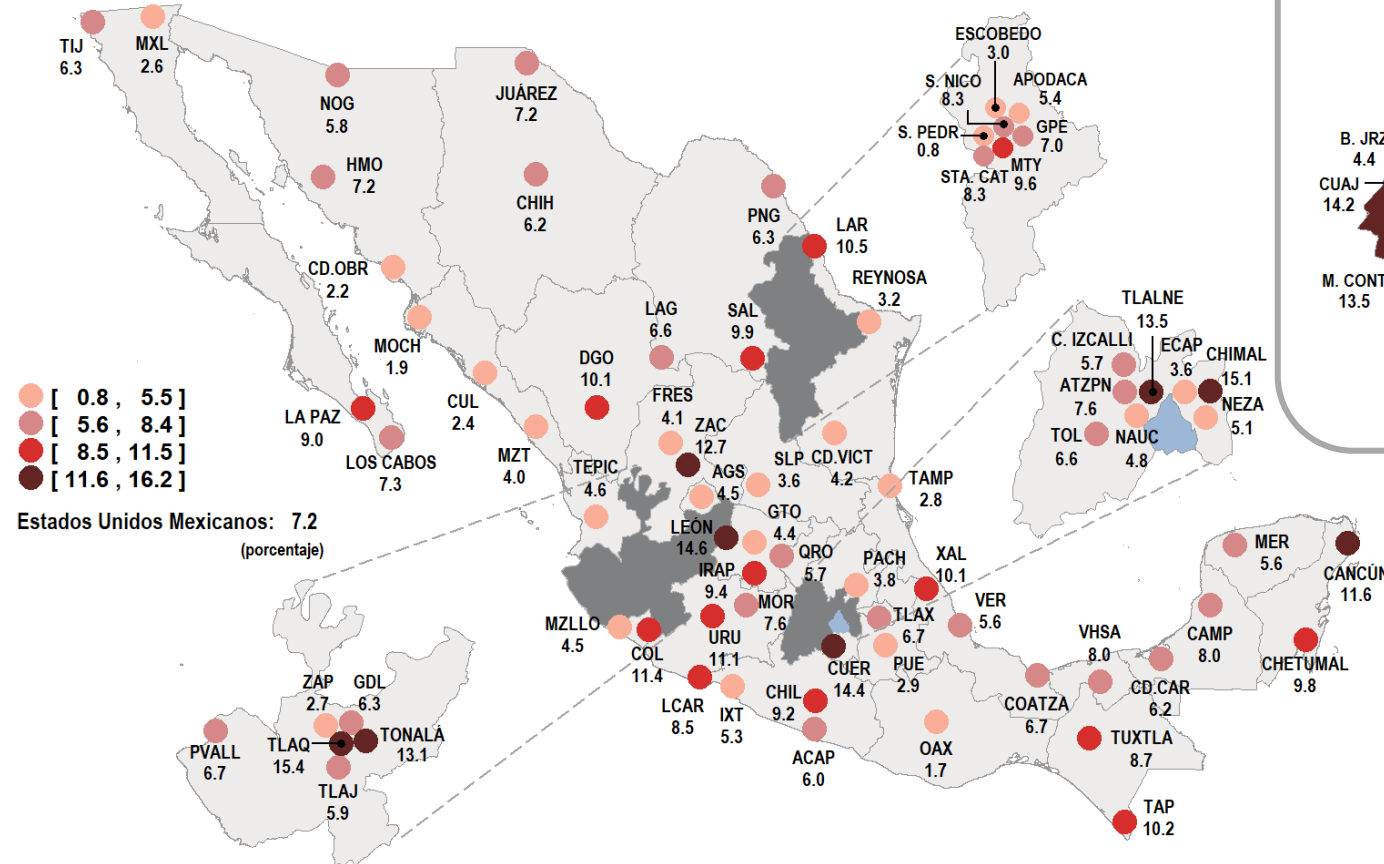 TIJ
6.3
MXL
2.6
NOG
5.8
JUÁREZ
7.2
HMO
7.2
CHIH
6.2
ESCOBEDO
3.0
S. NICO
8.3
APODACA
5.4
S. PEDR
0.8
GPE
7.0
STA. CAT
8.3
MTY
9.6
B. JRZ
4.4
CUAJ
14.2
M. CONT
13.5
PNG
6.3
LAR
10.5
REYNOSA
3.2
CD.OBR
2.2
MOCH
1.9
LAG
6.6
SAL
9.9
DGO
10.1
TLALNE
13.5
C. IZCALLI
5.7
ECAP
3.6
CHIMAL
15.1
ATZPN
7.6
NEZA
5.1
TOL
6.6
NAUC
4.8
[ 0.8 , 5.5 ]
[ 5.6 , 8.4 ]
[ 8.5 , 11.5 ]
[ 11.6 , 16.2 ]
Estados Unidos Mexicanos: 7.2
(porcentaje)
LA PAZ
9.0
LOS CABOS
7.3
CUL
2.4
MZT
4.0
FRES
4.1
ZAC
12.7
TEPIC
4.6
AGS
4.5
SLP
3.6
CD.VICT
4.2
TAMP
2.8
LEÓN
14.6
GTO
4.4
IRAP
9.4
QRO
5.7
PACH
3.8
XAL
10.1
MER
5.6
CANCÚN
11.6
MZLLO
4.5
COL
11.4
URU
11.1
MOR
7.6
TLAX
6.7
VER
5.6
CUER
14.4
PUE
2.9
VHSA
8.0
CAMP
8.0
CHETUMAL
9.8
LCAR
8.5
IXT
5.3
CHIL
9.2
ACAP
6.0
OAX
1.7
COATZA
6.7
CD.CAR
6.2
TUXTLA
8.7
TAP
10.2
ZAP
2.7
GDL
6.3
PVALL
6.7
TLAQ
15.4
TONALÁ
13.1
TLAJ
5.9